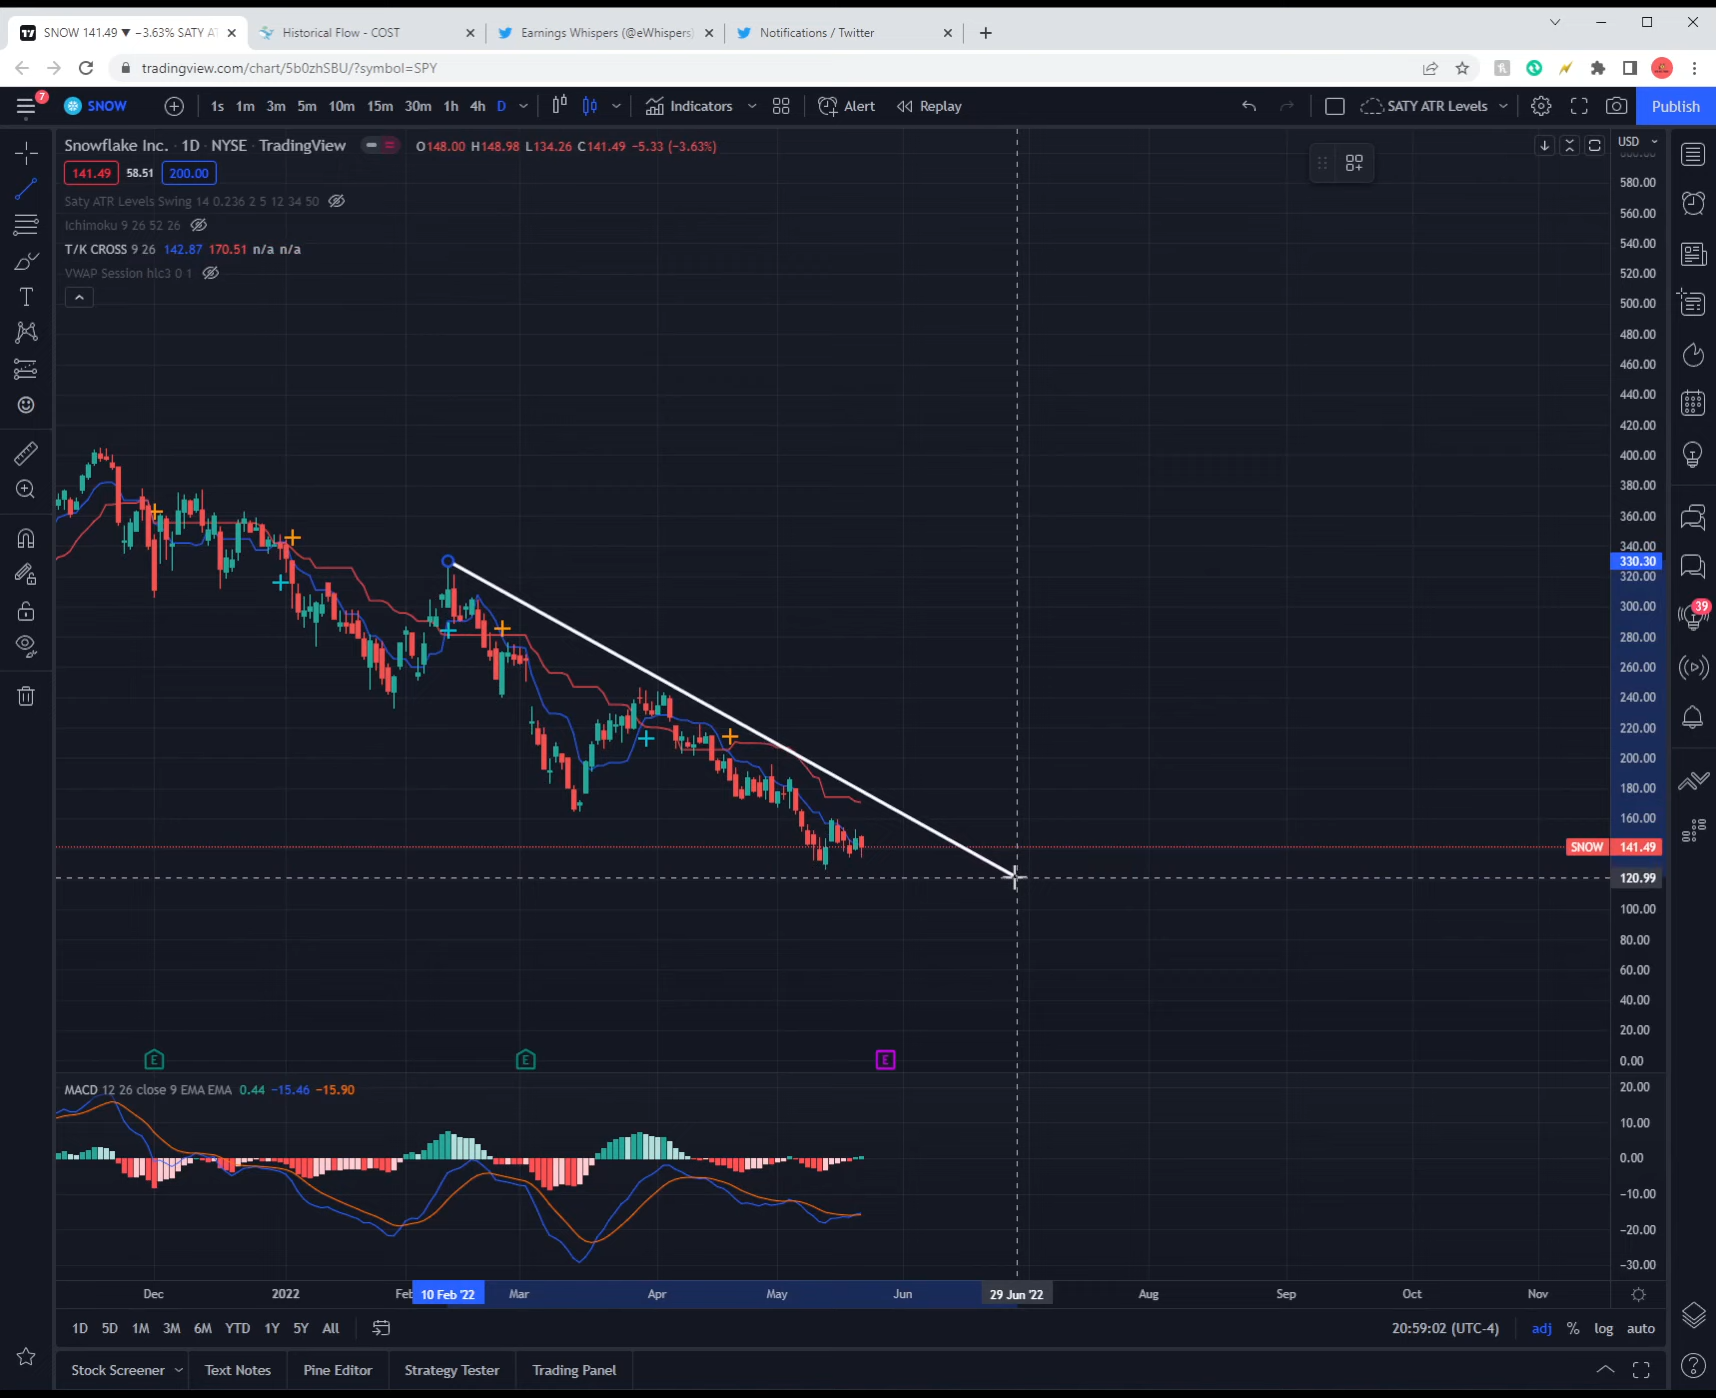 SNOW 141.49 ▼ −3.63% SATY AT
Historical Flow - COST
Earnings Whispers (@eWhispers)
Notifications / Twitter
tradingview.com/chart/5b0zhSBU/?symbol=SPY
7
SNOW
1s 1m 3m 5m 10m 15m 30m 1h 4h D
Indicators
Alert
Replay
SATY ATR Levels
Publish
Snowflake Inc. · 1D · NYSE · TradingView
O148.00 H148.98 L134.26 C141.49 −5.33 (−3.63%)
USD
141.49 58.51 200.00
Saty ATR Levels Swing 14 0.236 2 5 12 34 50
Ichimoku 9 26 52 26
T/K CROSS 9 26 142.87 170.51 n/a n/a
VWAP Session hlc3 0 1
580.00
560.00
540.00
520.00
500.00
480.00
460.00
440.00
420.00
400.00
380.00
360.00
340.00
330.30
320.00
300.00
280.00
260.00
240.00
220.00
200.00
180.00
160.00
SNOW 141.49
120.99
100.00
80.00
60.00
40.00
20.00
0.00
39
E
E
E
MACD 12 26 close 9 EMA EMA 0.44 −15.46 −15.90
20.00
10.00
0.00
−10.00
−20.00
−30.00
Dec 2022 Feb 10 Feb '22 Mar Apr May Jun 29 Jun '22 Aug Sep Oct Nov
1D 5D 1M 3M 6M YTD 1Y 5Y All
20:59:02 (UTC-4) adj % log auto
Stock Screener Text Notes Pine Editor Strategy Tester Trading Panel